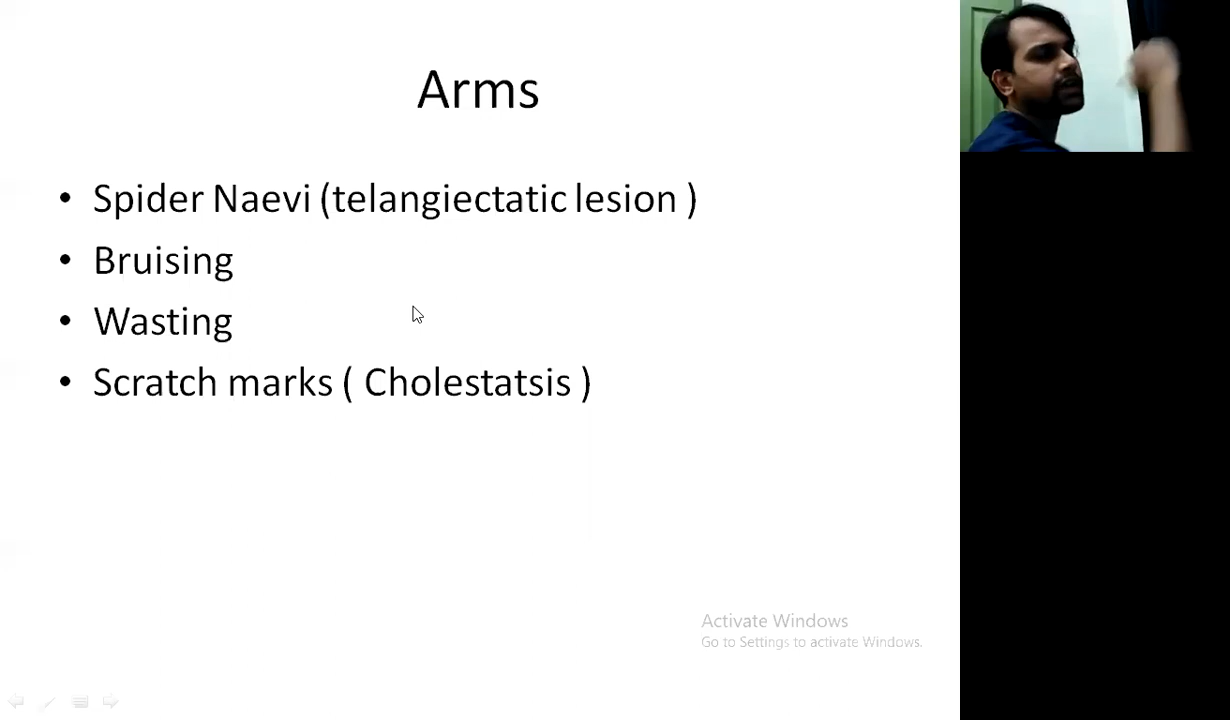 Arms
• Spider Naevi (telangiectatic lesion )
• Bruising
• Wasting
• Scratch marks ( Cholestatsis )
Activate Windows
Go to Settings to activate Windows.